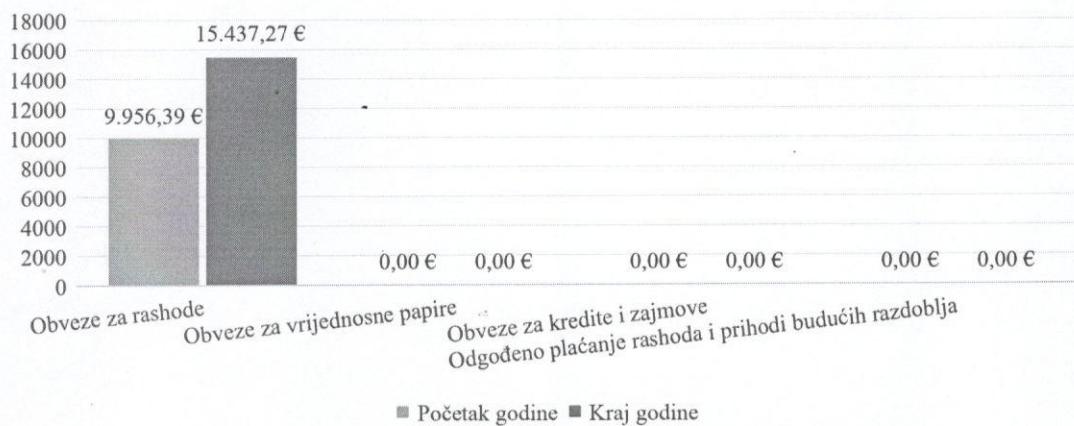 18000
16000
14000
12000
10000
8000
6000
4000
2000
0
15.437,27 €
9.956,39 €
0,00 € 0,00 € 0,00 € 0,00 € 0,00 € 0,00 €
Obveze za rashode
Obveze za vrijednosne papire
Obveze za kredite i zajmove
Odgođeno plaćanje rashoda i prihodi budućih razdoblja
Početak godine Kraj godine